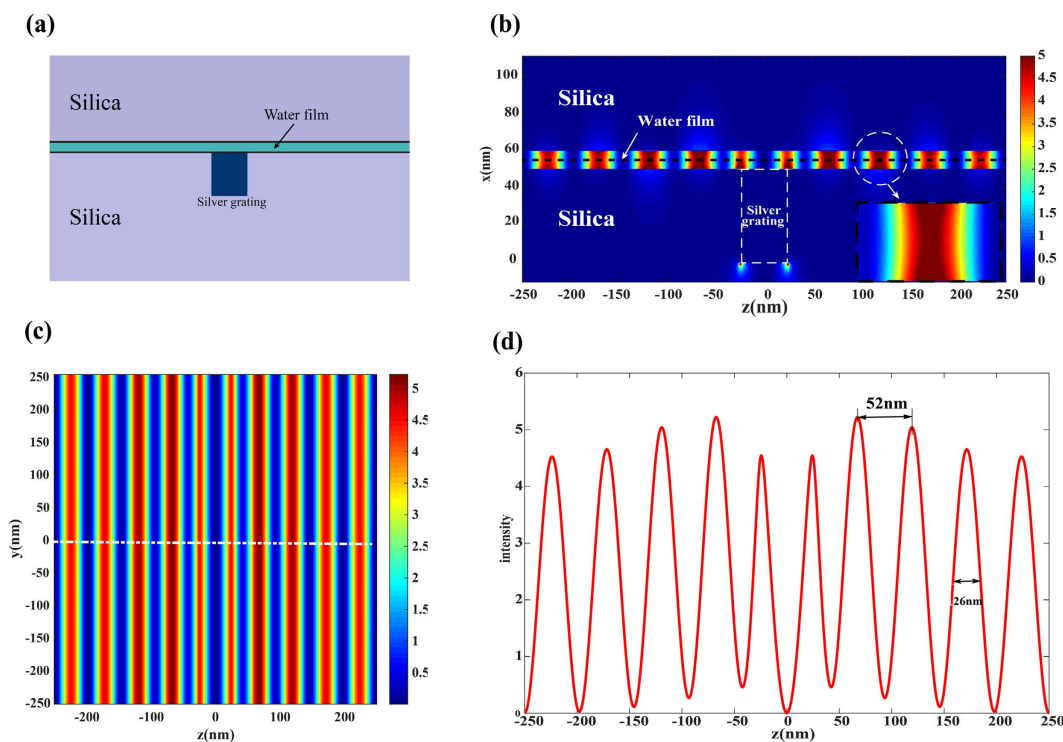 (a)
Silica
Water film
Silver grating
Silica
(b)
x(nm)
100
80
60
40
20
0
Silica
Water film
Silica
Silver
grating
-250 -200 -150 -100 -50 0 50 100 150 200 250
z(nm)
5
4.5
4
3.5
3
2.5
2
1.5
1
0.5
0
(c)
y(nm)
250
200
150
100
50
0
-50
-100
-150
-200
-250
-200 -100 0 100 200
z(nm)
5
4.5
4
3.5
3
2.5
2
1.5
1
0.5
(d)
intensity
6
5
4
3
2
1
0
52nm
26nm
-250 -200 -150 -100 -50 0 50 100 150 200 250
z(nm)